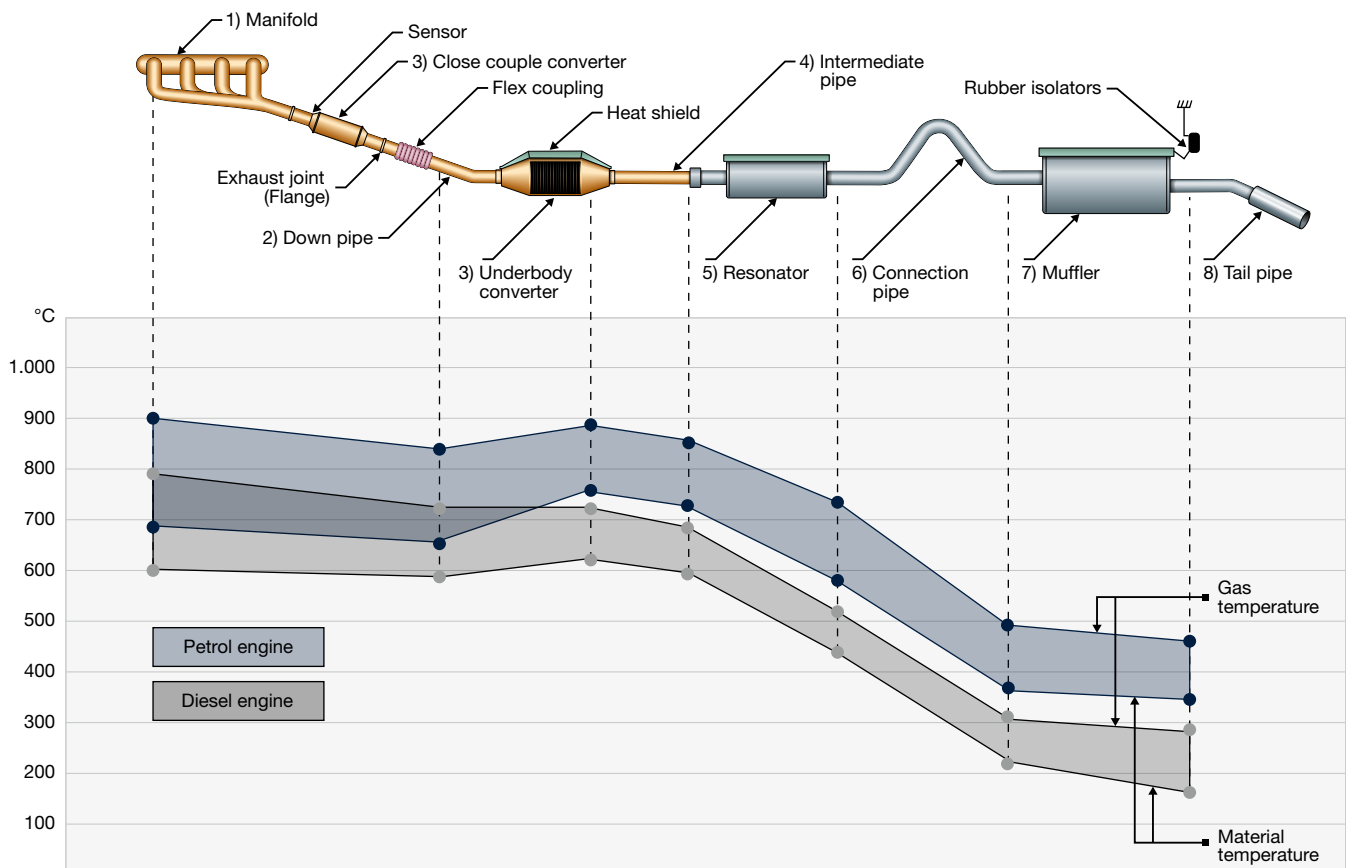 1) Manifold
Sensor
3) Close couple converter
Flex coupling
Heat shield
4) Intermediate
pipe
Rubber isolators
Exhaust joint
(Flange)
2) Down pipe
3) Underbody
converter
5) Resonator
6) Connection
pipe
7) Muffler
8) Tail pipe
°C
1.000
900
800
700
600
500
400
300
200
100
Petrol engine
Diesel engine
Gas
temperature
Material
temperature